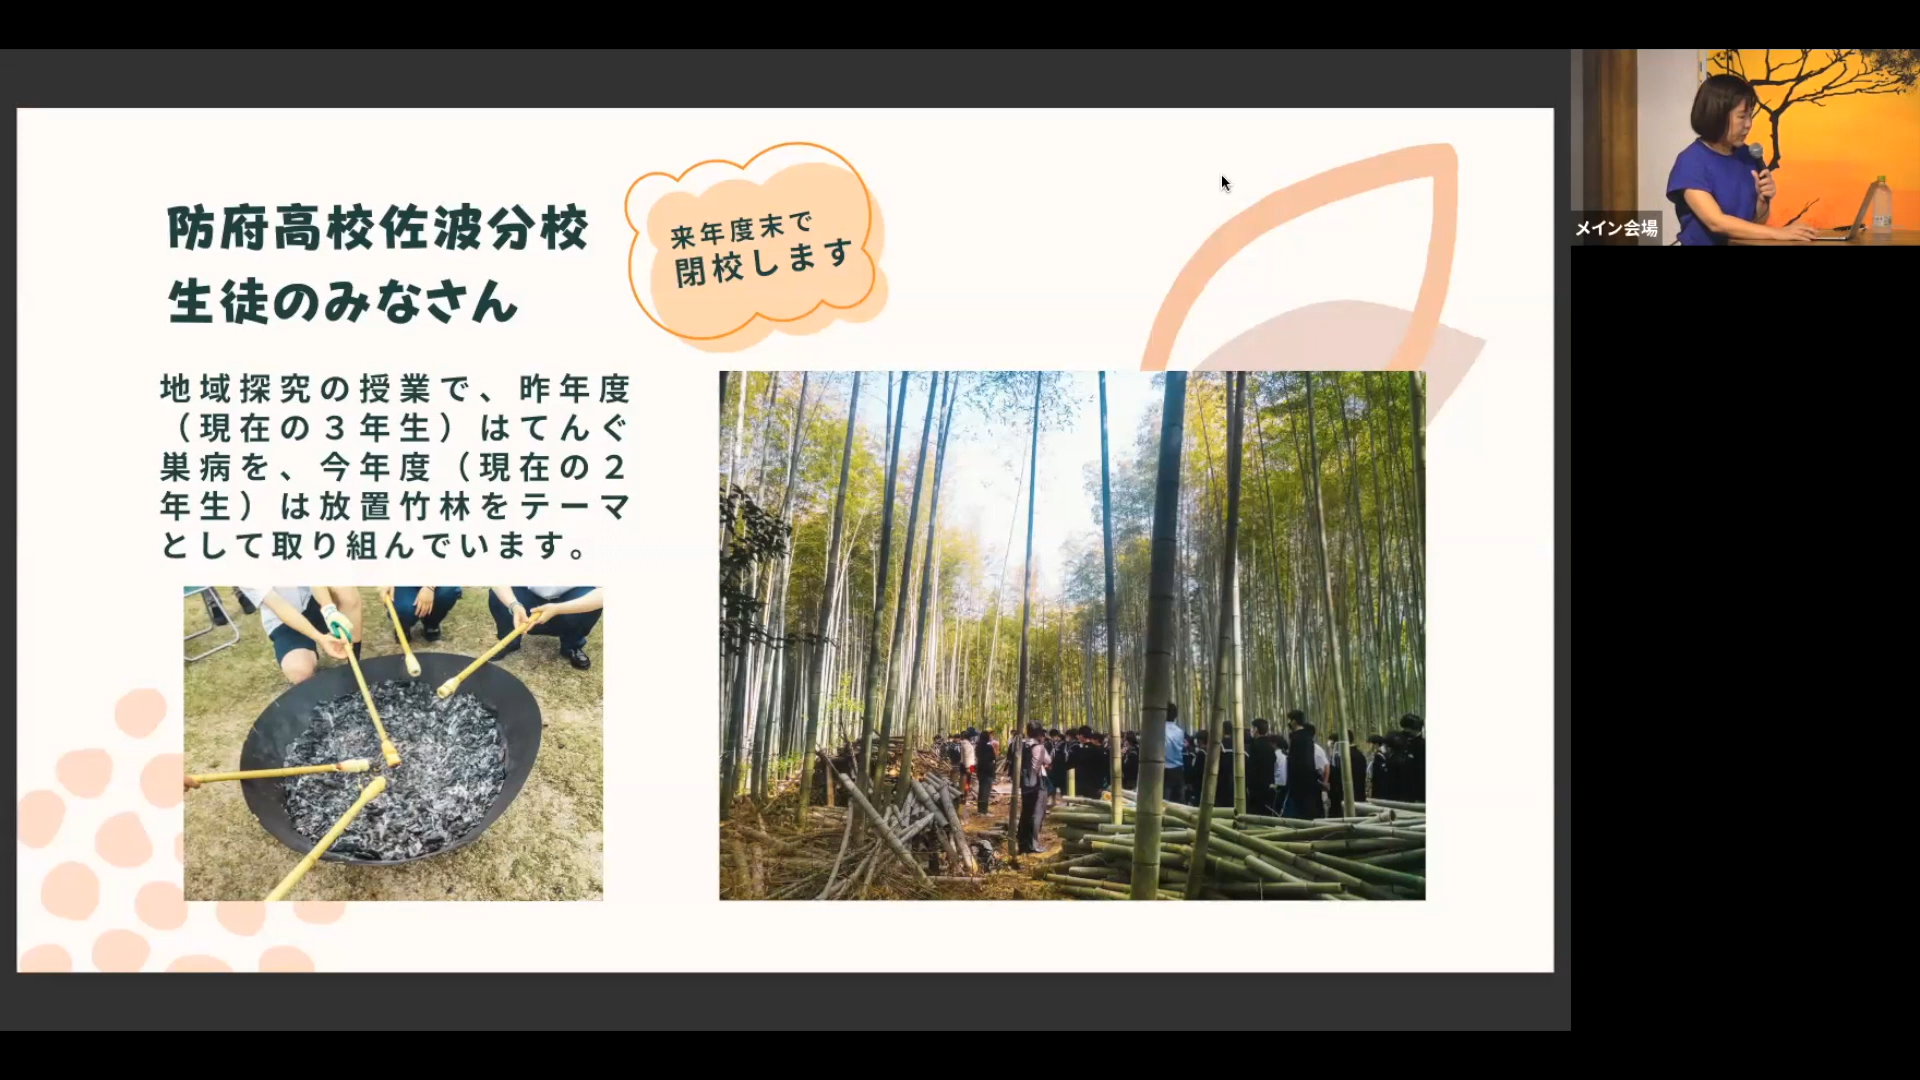 防府高校佐波分校
生徒のみなさん
来年度末で
閉校します
地域探究の授業で、昨年度
（現在の３年生）はてんぐ
巣病を、今年度（現在の２
年生）は放置竹林をテーマ
として取り組んでいます。
メイン会場